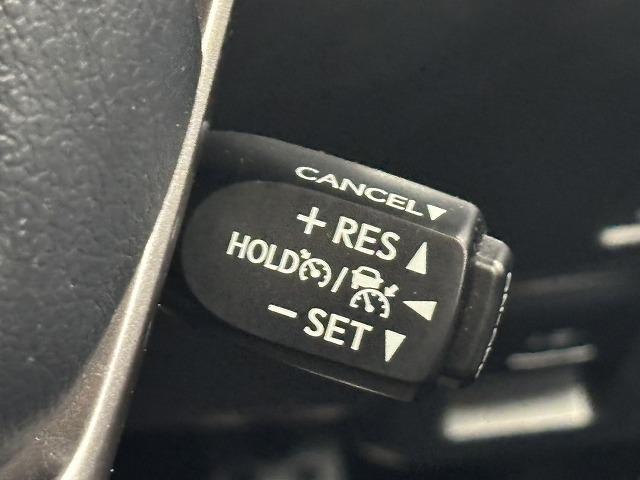 CANCEL▼
+ RES ▲
HOLD / ◀
− SET ▼